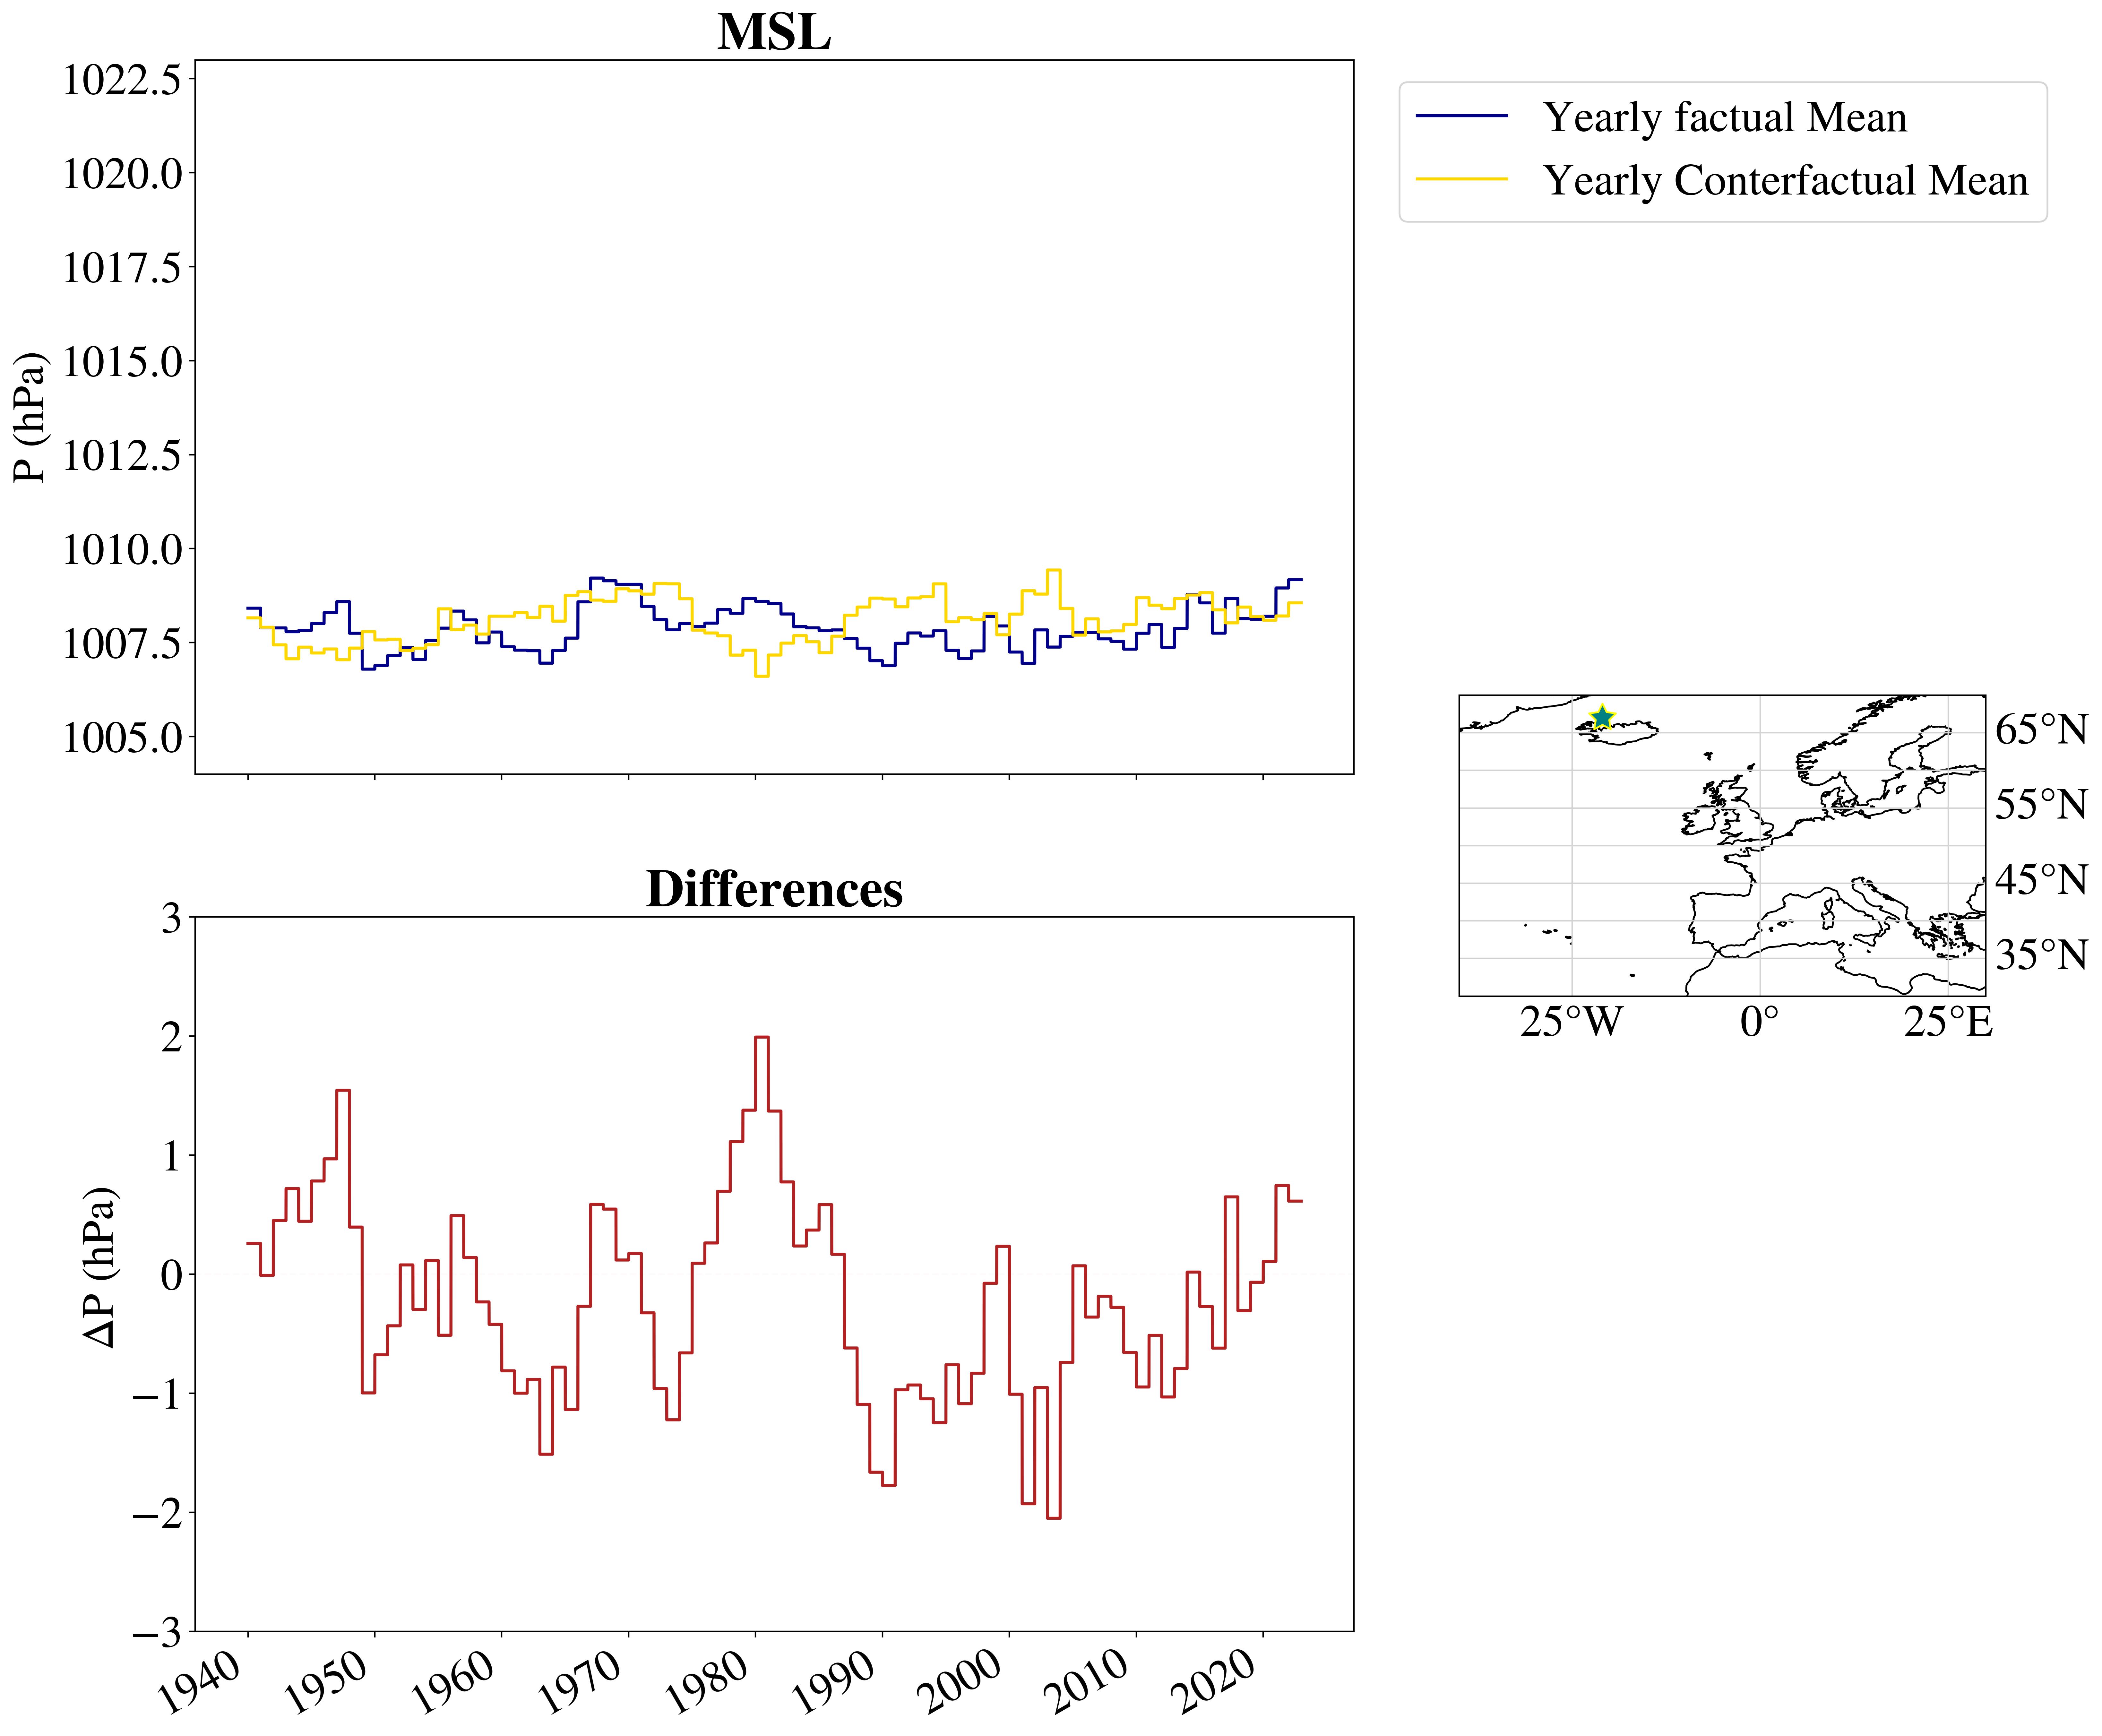 MSL
1022.5
1020.0
1017.5
1015.0
1012.5
1010.0
1007.5
1005.0
P (hPa)
Yearly factual Mean
Yearly Conterfactual Mean
65°N
55°N
45°N
35°N
25°W 0° 25°E
Differences
3
2
1
0
−1
−2
−3
ΔP (hPa)
1940 1950 1960 1970 1980 1990 2000 2010 2020